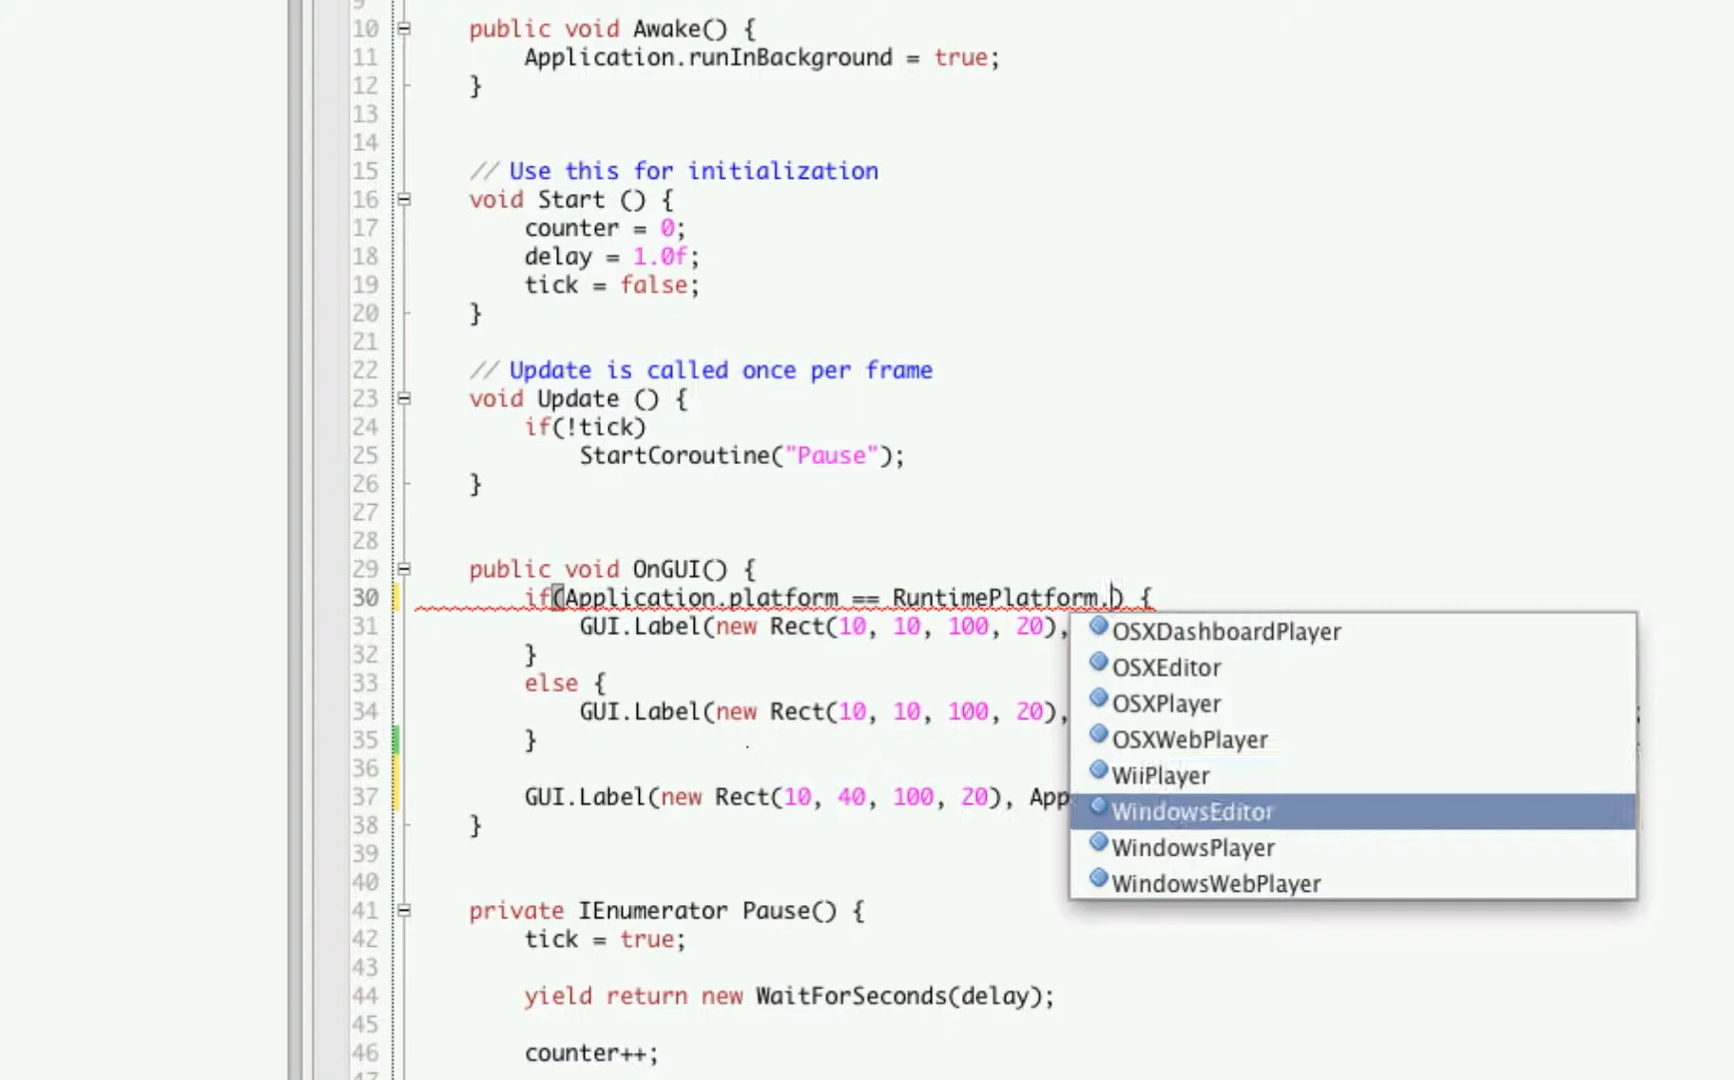 9
10 public void Awake() {
11 Application.runInBackground = true;
12 }
13
14
15 // Use this for initialization
16 void Start () {
17 counter = 0;
18 delay = 1.0f;
19 tick = false;
20 }
21
22 // Update is called once per frame
23 void Update () {
24 if(!tick)
25 StartCoroutine("Pause");
26 }
27
28
29 public void OnGUI() {
30 if(Application.platform == RuntimePlatform.) {
31 GUI.Label(new Rect(10, 10, 100, 20),
OSXDashboardPlayer
32 }
OSXEditor
33 else {
OSXPlayer
34 GUI.Label(new Rect(10, 10, 100, 20), ;
35 }
OSXWebPlayer
36
WiiPlayer
37 GUI.Label(new Rect(10, 40, 100, 20), App
WindowsEditor
38 }
WindowsPlayer
39
40
WindowsWebPlayer
41 private IEnumerator Pause() {
42 tick = true;
43
44 yield return new WaitForSeconds(delay);
45
46 counter++;
47